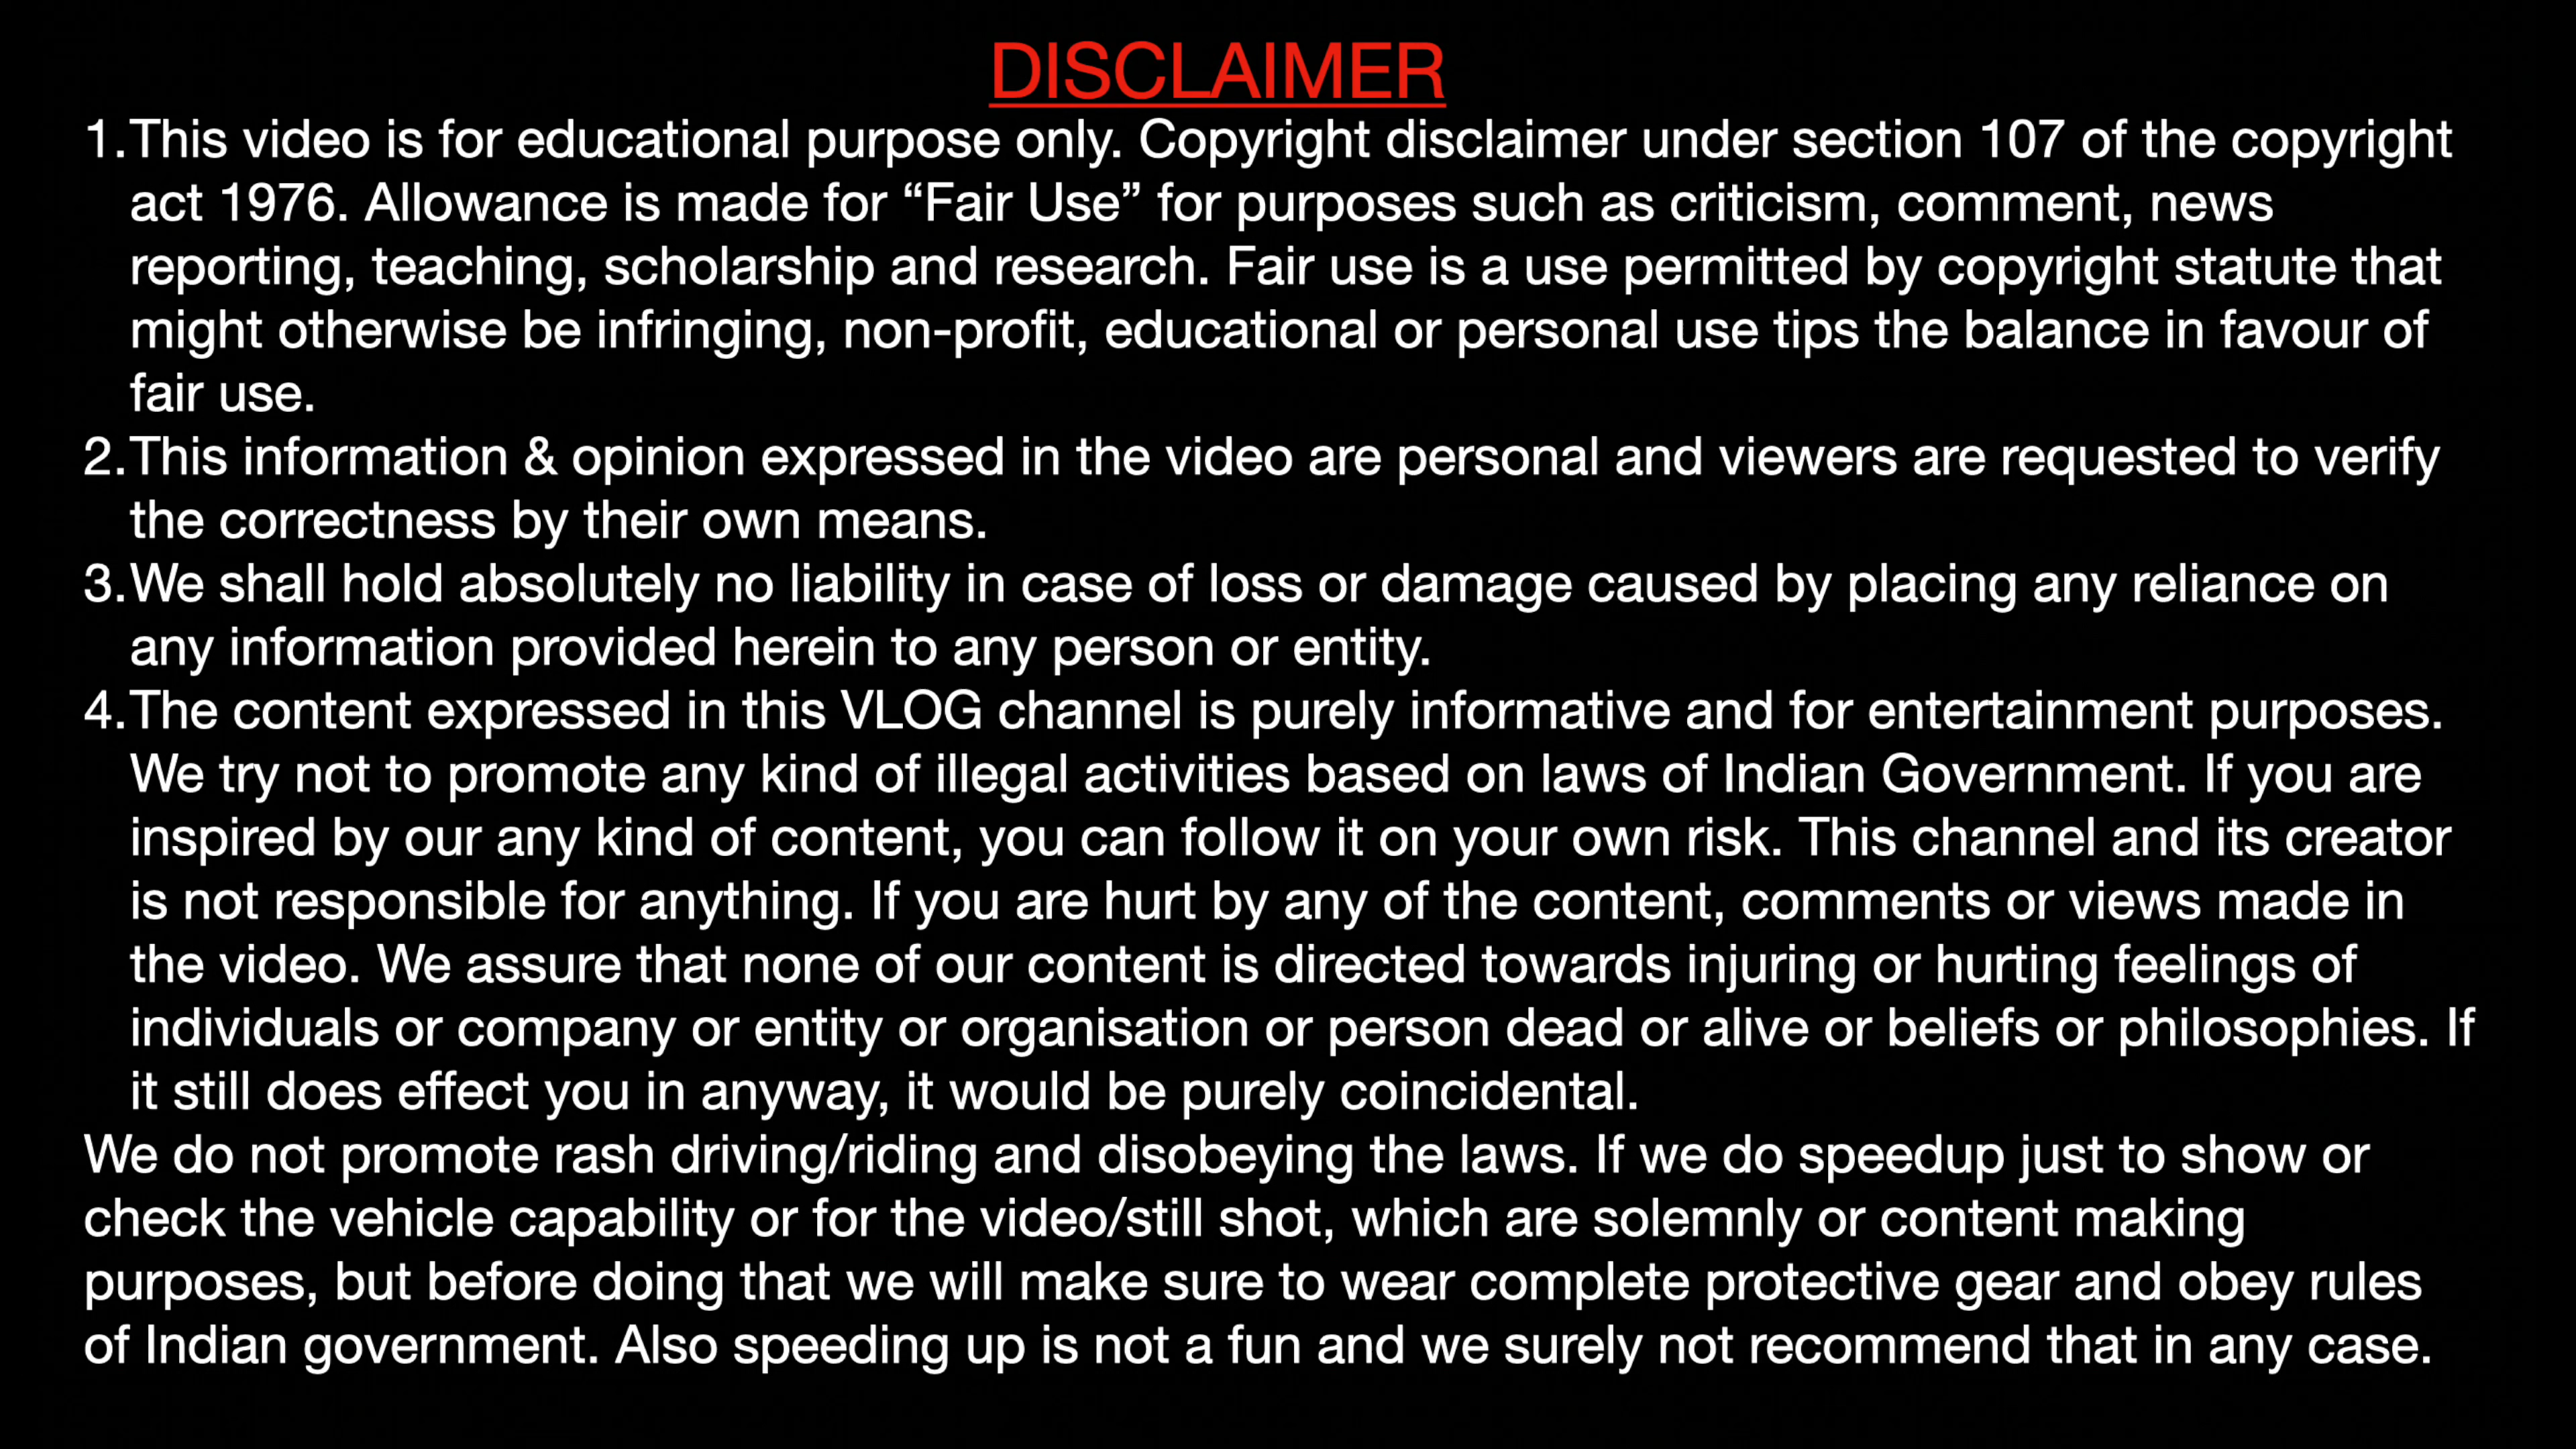 DISCLAIMER
1.This video is for educational purpose only. Copyright disclaimer under section 107 of the copyright
act 1976. Allowance is made for “Fair Use” for purposes such as criticism, comment, news
reporting, teaching, scholarship and research. Fair use is a use permitted by copyright statute that
might otherwise be infringing, non-profit, educational or personal use tips the balance in favour of
fair use.
2.This information & opinion expressed in the video are personal and viewers are requested to verify
the correctness by their own means.
3.We shall hold absolutely no liability in case of loss or damage caused by placing any reliance on
any information provided herein to any person or entity.
4.The content expressed in this VLOG channel is purely informative and for entertainment purposes.
We try not to promote any kind of illegal activities based on laws of Indian Government. If you are
inspired by our any kind of content, you can follow it on your own risk. This channel and its creator
is not responsible for anything. If you are hurt by any of the content, comments or views made in
the video. We assure that none of our content is directed towards injuring or hurting feelings of
individuals or company or entity or organisation or person dead or alive or beliefs or philosophies. If
it still does effect you in anyway, it would be purely coincidental.
We do not promote rash driving/riding and disobeying the laws. If we do speedup just to show or
check the vehicle capability or for the video/still shot, which are solemnly or content making
purposes, but before doing that we will make sure to wear complete protective gear and obey rules
of Indian government. Also speeding up is not a fun and we surely not recommend that in any case.